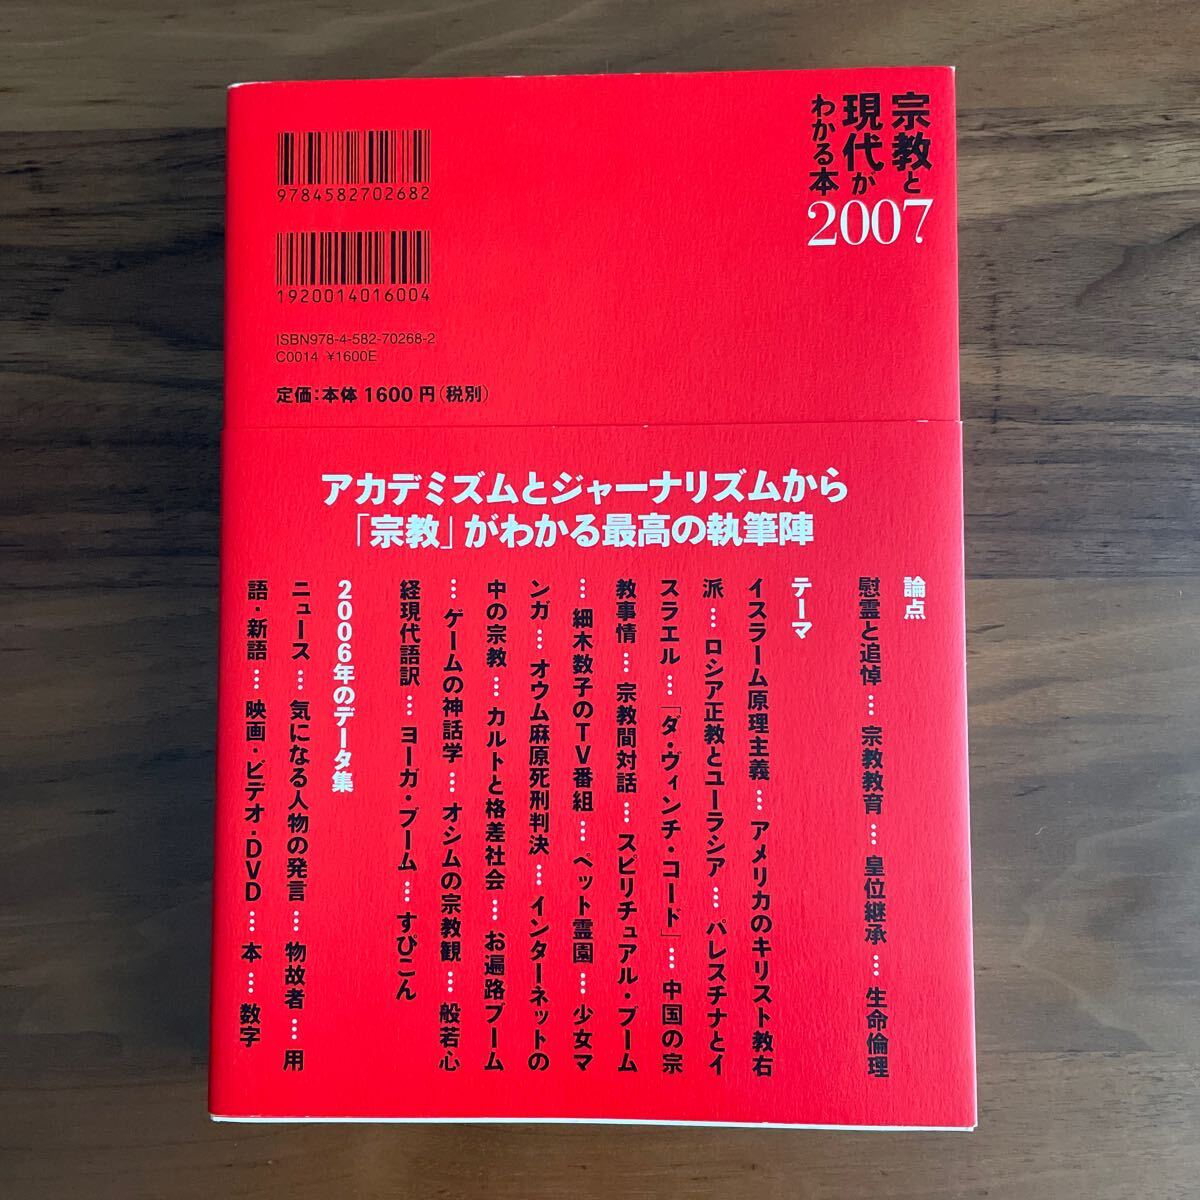 宗教と
現代が
わかる本
2007
9784582702682
1920014016004
ISBN978-4-582-70268-2
C0014 ¥1600E
定価:本体1600円(税別)
アカデミズムとジャーナリズムから
「宗教」がわかる最高の執筆陣
論点
慰霊と追悼…宗教教育…皇位継承…生命倫理
テーマ
イスラーム原理主義…アメリカのキリスト教右
派…ロシア正教とユーラシア…パレスチナとイ
スラエル…「ダ・ヴィンチ・コード」…中国の宗
教事情…宗教間対話…スピリチュアル・ブーム
…細木数子のTV番組…ペット霊園…少女マ
ンガ…オウム麻原死刑判決…インターネットの
中の宗教…カルトと格差社会…お遍路ブーム
…ゲームの神話学…オシムの宗教観…般若心
経現代語訳…ヨーガ・ブーム…すぴこん
2006年のデータ集
ニュース…気になる人物の発言…物故者…用
語・新語…映画・ビデオ・DVD…本…数字